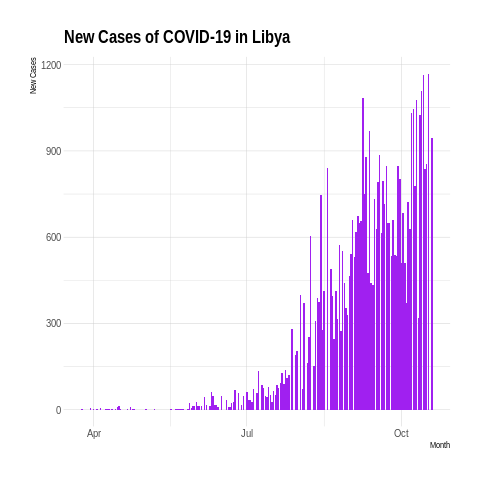 New Cases of COVID-19 in Libya
New Cases
1200
900
600
300
0
Apr
Jul
Oct
Month